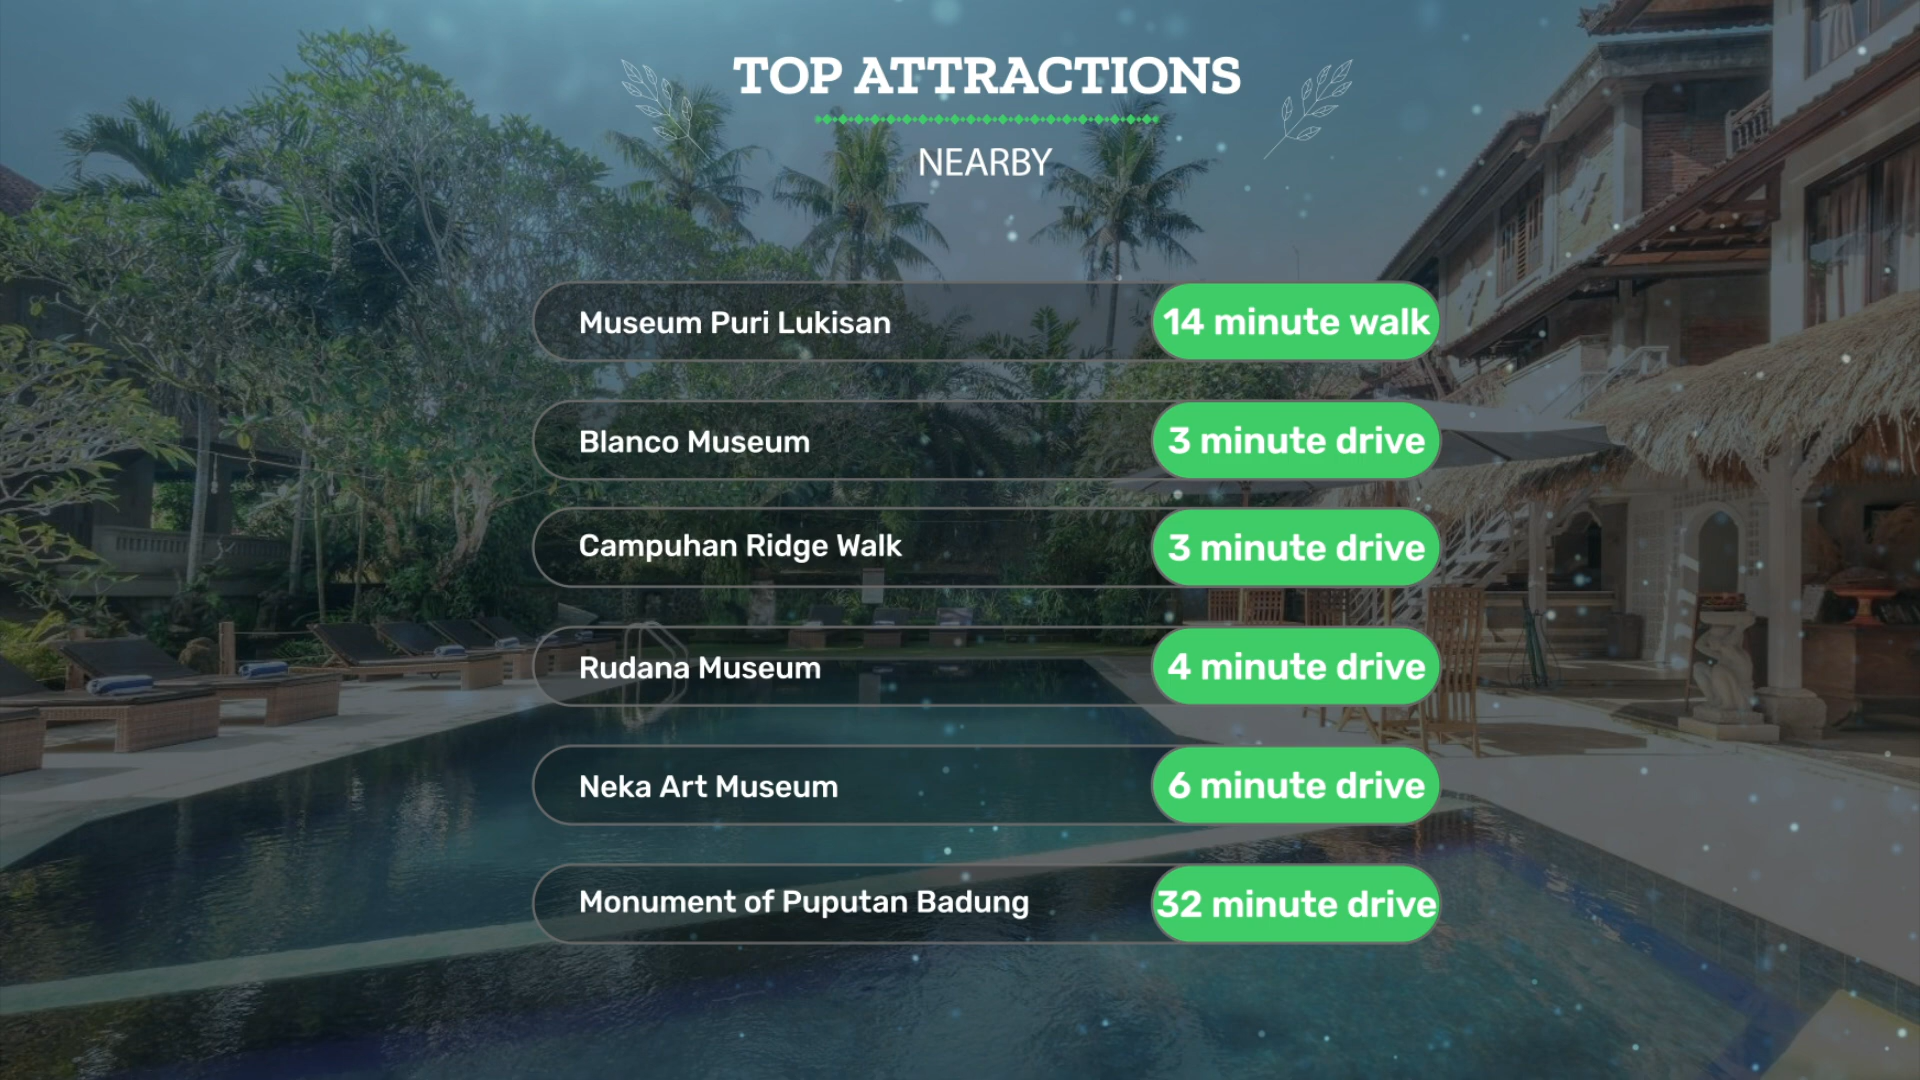 TOP ATTRACTIONS
NEARBY
Museum Puri Lukisan 14 minute walk
Blanco Museum 3 minute drive
Campuhan Ridge Walk 3 minute drive
Rudana Museum 4 minute drive
Neka Art Museum 6 minute drive
Monument of Puputan Badung 32 minute drive